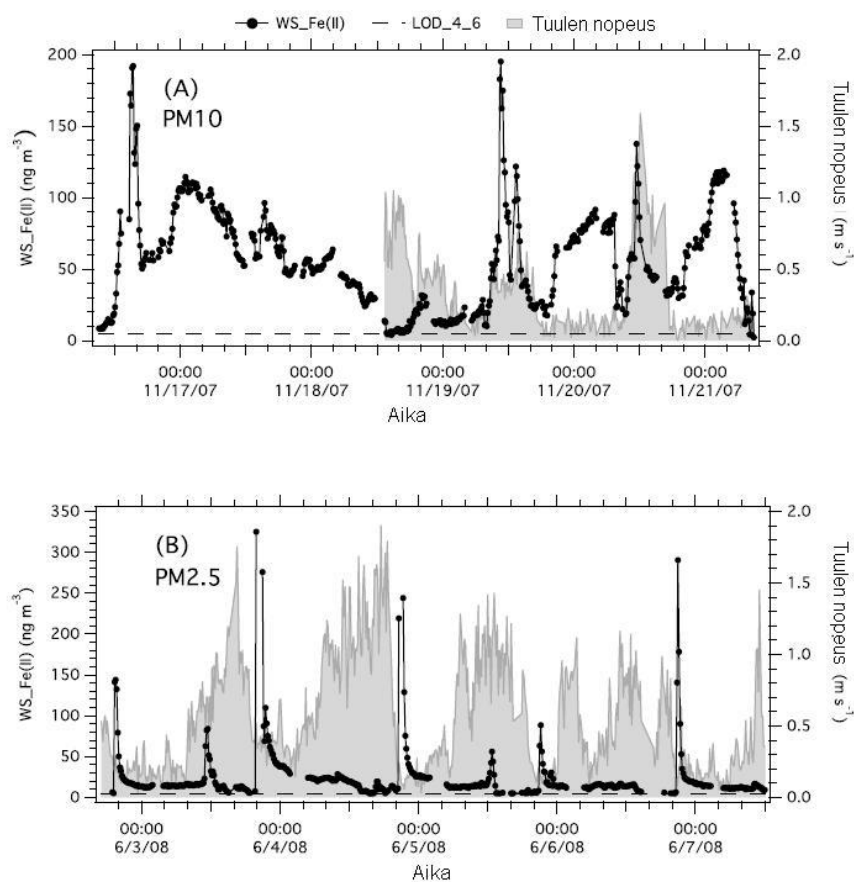 WS_Fe(II) LOD_4_6 Tuulen nopeus
200
150
100
50
0
WS_Fe(II) (ng m-3)
(A)
PM10
2.0
1.5
1.0
0.5
0.0
Tuulen nopeus (m s-1)
00:00 00:00 00:00 00:00 00:00
11/17/07 11/18/07 11/19/07 11/20/07 11/21/07
Aika
350
300
250
200
150
100
50
0
WS_Fe(II) (ng m-3)
(B)
PM2.5
2.0
1.5
1.0
0.5
0.0
Tuulen nopeus (m s-1)
00:00 00:00 00:00 00:00 00:00
6/3/08 6/4/08 6/5/08 6/6/08 6/7/08
Aika